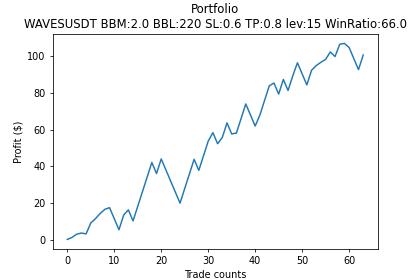 Portfolio
WAVESUSDT BBM:2.0 BBL:220 SL:0.6 TP:0.8 lev:15 WinRatio:66.0
Profit ($)
100
80
60
40
20
0
0 10 20 30 40 50 60
Trade counts